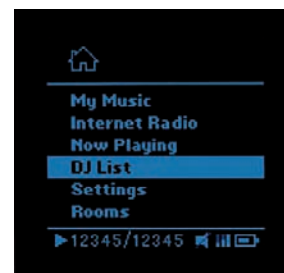 My Music
Internet Radio
Now Playing
DJ List
Settings
Rooms
12345/12345